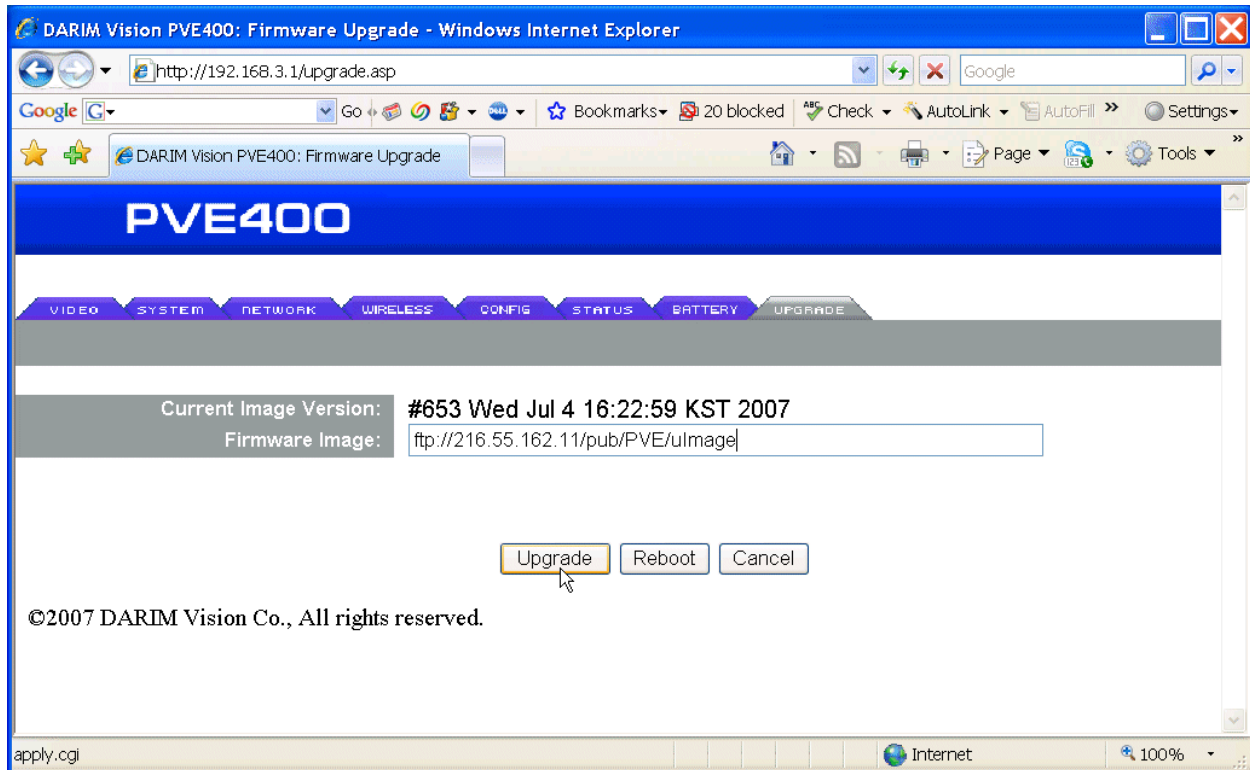 DARIM Vision PVE400: Firmware Upgrade - Windows Internet Explorer
http://192.168.3.1/upgrade.asp Google
Google G Go Bookmarks 20 blocked ABC Check AutoLink AutoFill » Settings
DARIM Vision PVE400: Firmware Upgrade Page 123 Tools »
PVE400
VIDEO SYSTEM NETWORK WIRELESS CONFIG STATUS BATTERY UPGRADE
Current Image Version: #653 Wed Jul 4 16:22:59 KST 2007
Firmware Image: ftp://216.55.162.11/pub/PVE/uImage
Upgrade Reboot Cancel
©2007 DARIM Vision Co., All rights reserved.
apply.cgi Internet 100%